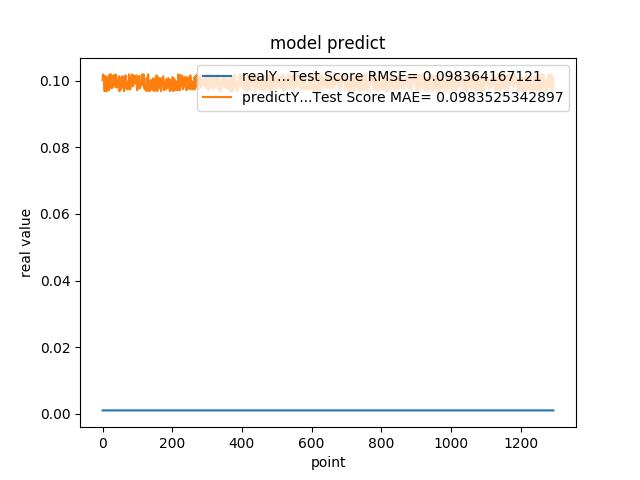 model predict
realY...Test Score RMSE= 0.098364167121
predictY...Test Score MAE= 0.0983525342897
0.10
0.08
0.06
0.04
0.02
0.00
real value
0 200 400 600 800 1000 1200
point